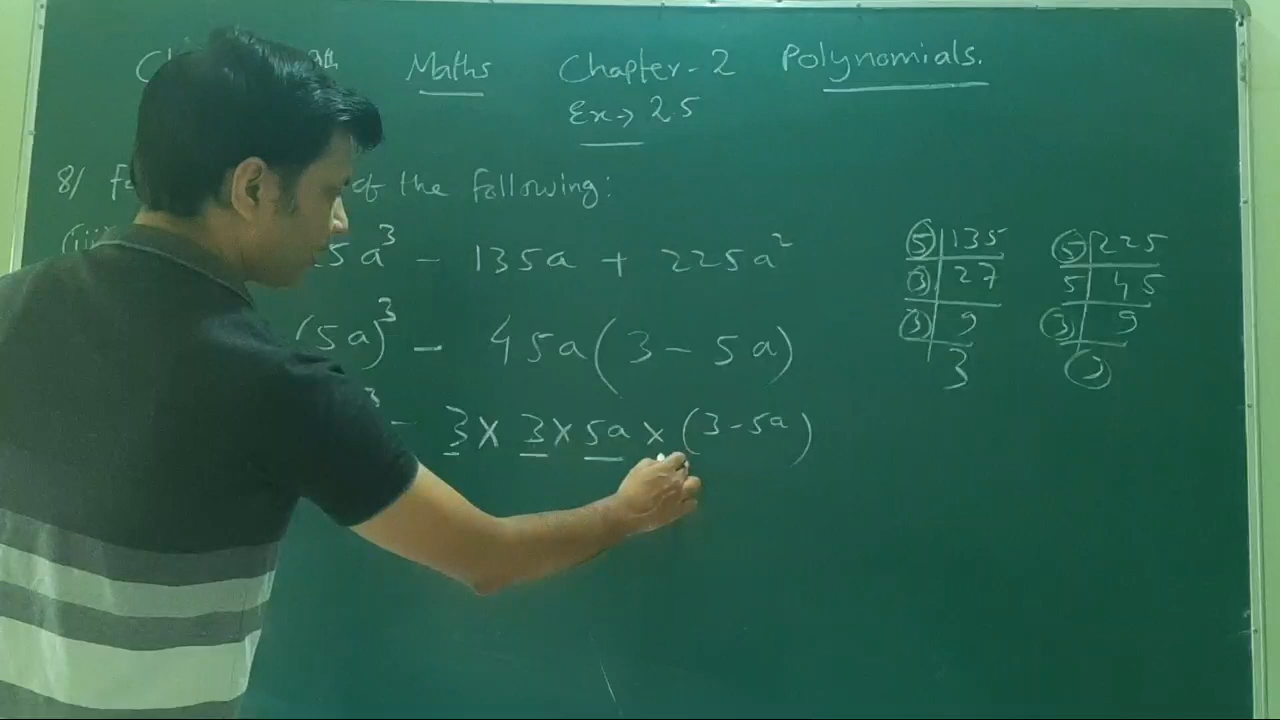 Maths Chapter-2 Polynomials.
Ex→ 2.5
8/ of the following:
(iii) 5a³ - 135a + 225a²
(5a)³ - 45a(3-5a)
3 - 3 × 3 × 5a × (3-5a)
5 135
3 27
3 9
3
5 225
5 45
3 9